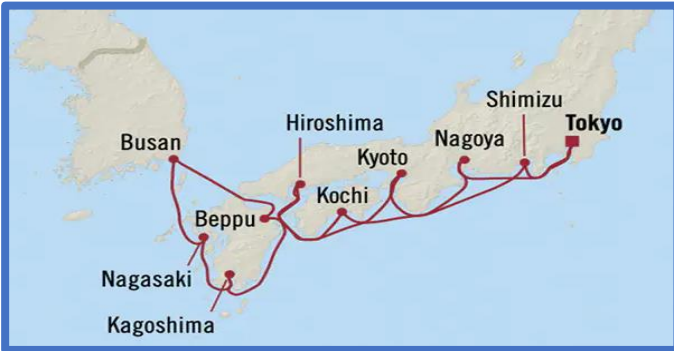 Shimizu
Tokyo
Hiroshima
Nagoya
Busan
Kyoto
Kochi
Beppu
Nagasaki
Kagoshima